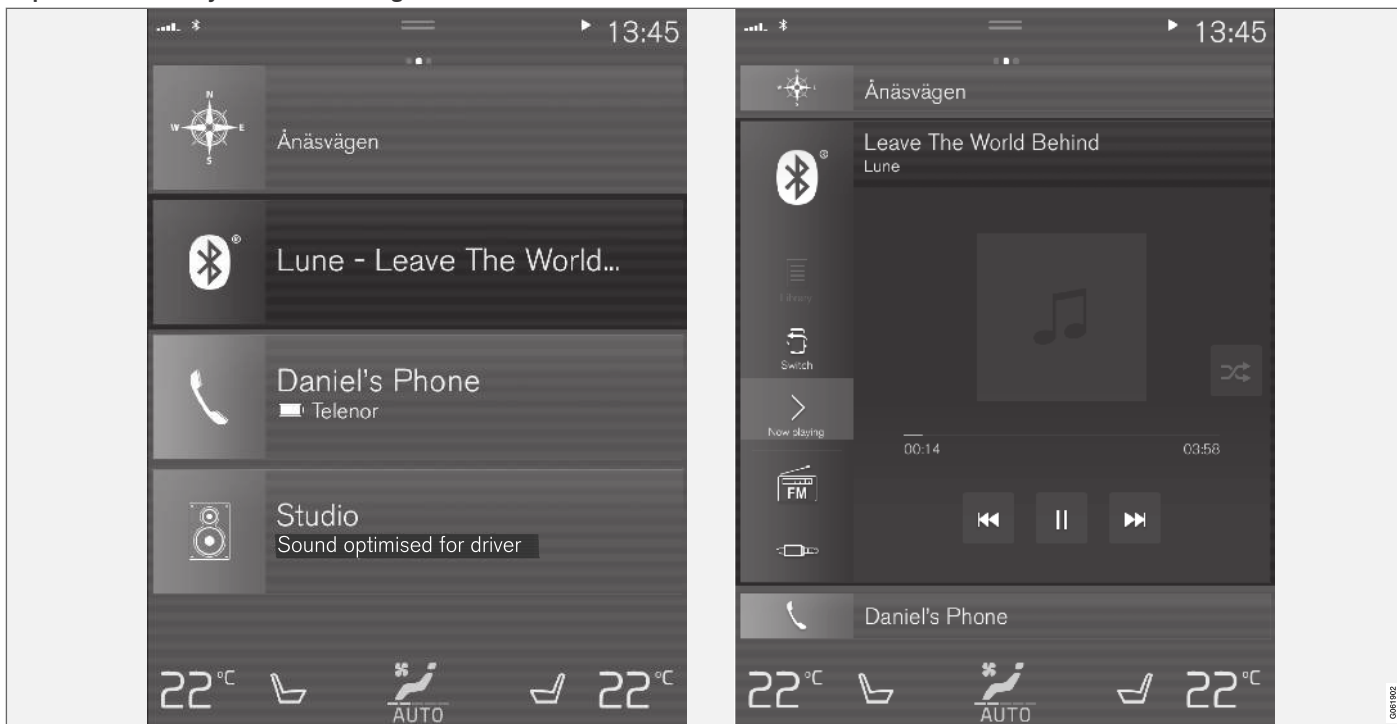 13:45
N
W
E
S
Ånäsvägen
Lune - Leave The World...
Daniel's Phone
Telenor
Studio
Sound optimised for driver
22°C
AUTO
22°C
13:45
Ånäsvägen
Leave The World Behind
Lune
Library
Switch
Now playing
00:14
03:58
FM
Daniel's Phone
22°C
AUTO
22°C
G061902